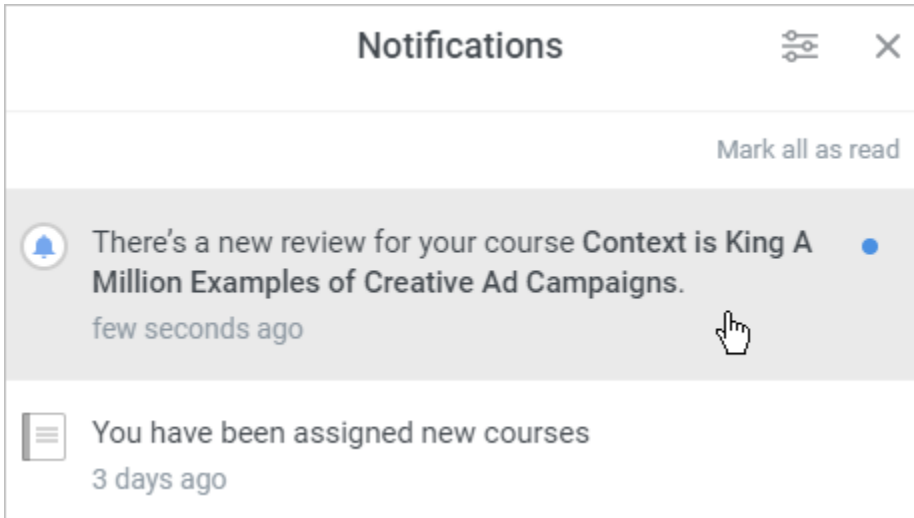 Notifications
Mark all as read
There’s a new review for your course Context is King A
Million Examples of Creative Ad Campaigns.
few seconds ago
You have been assigned new courses
3 days ago